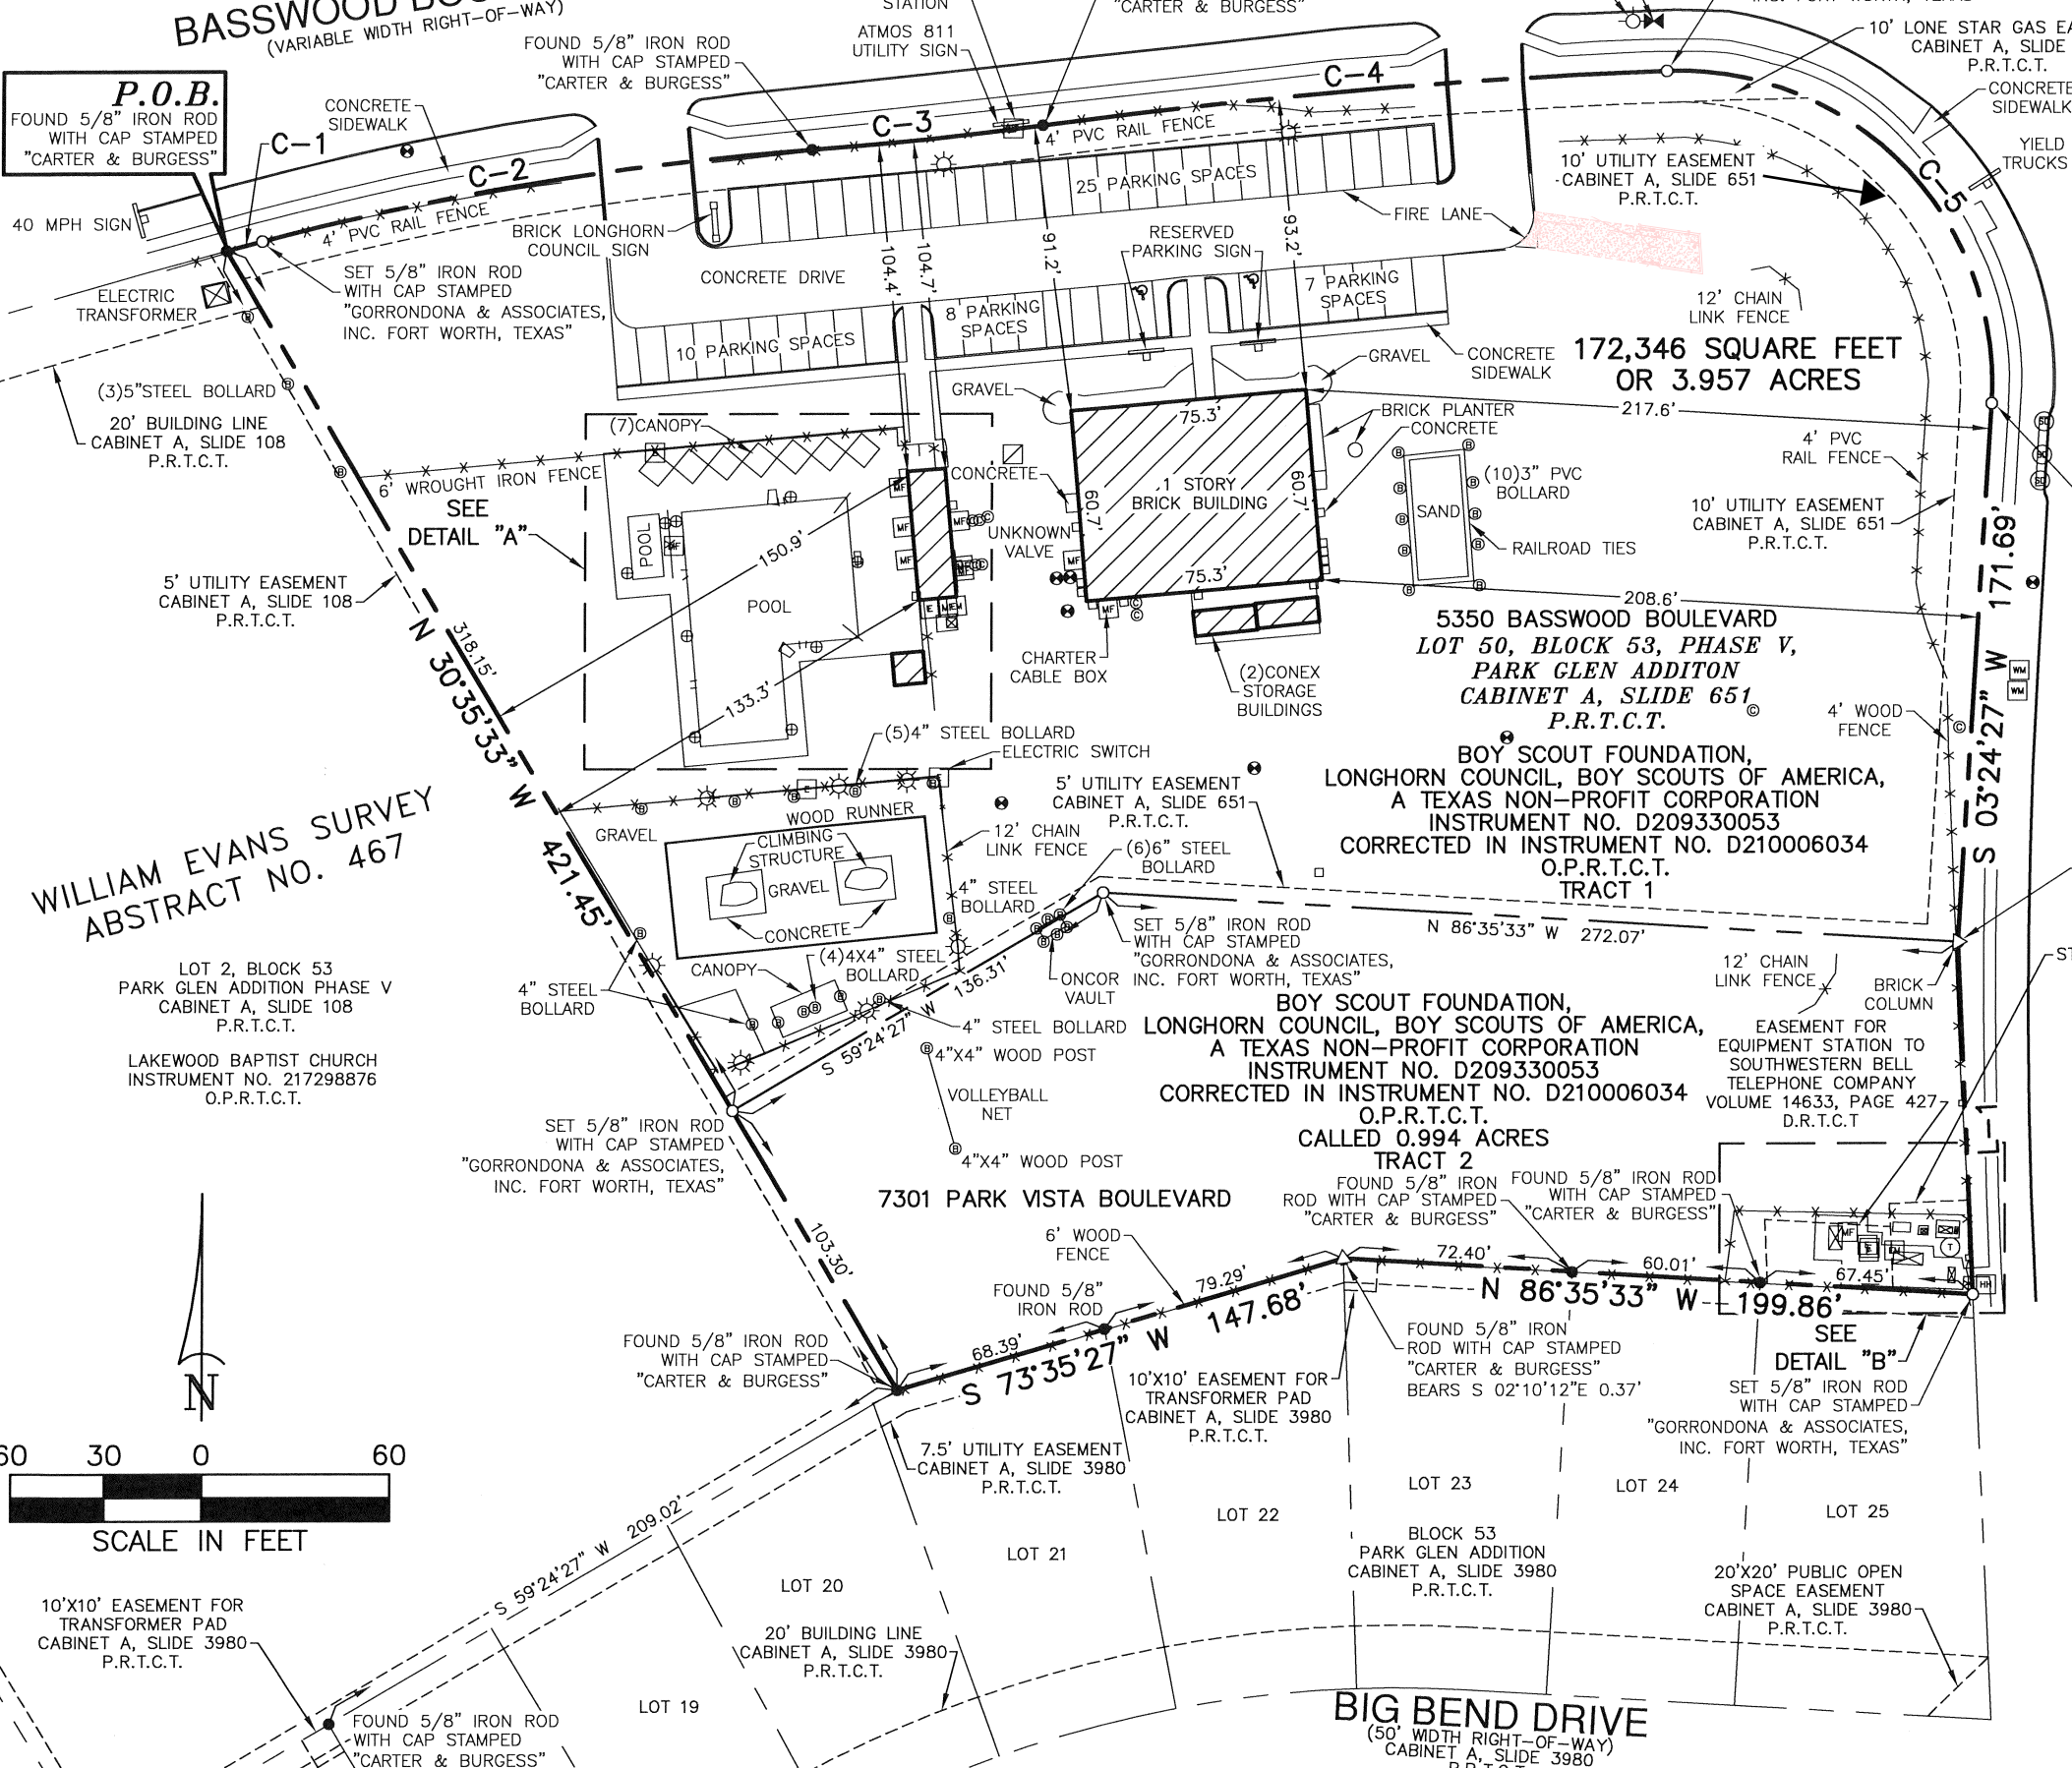 BASSWOOD
(VARIABLE WIDTH RIGHT-OF-WAY)
STATION
"CARTER & BURGESS"
ATMOS 811
UTILITY SIGN
FOUND 5/8" IRON ROD
WITH CAP STAMPED
"CARTER & BURGESS"
10' LONE STAR GAS
CABINET A, SLIDE
P.R.T.C.T.
CONCRETE
SIDEWALK
YIELD
TRUCKS
P.O.B.
FOUND 5/8" IRON ROD
WITH CAP STAMPED
"CARTER & BURGESS"
CONCRETE
SIDEWALK
C-1
C-2
C-3
C-4
C-5
4' PVC RAIL FENCE
4' PVC RAIL FENCE
40 MPH SIGN
BRICK LONGHORN
COUNCIL SIGN
25 PARKING SPACES
10' UTILITY EASEMENT
CABINET A, SLIDE 651
P.R.T.C.T.
FIRE LANE
RESERVED
PARKING SIGN
ELECTRIC
TRANSFORMER
SET 5/8" IRON ROD
WITH CAP STAMPED
"GORRONDONA & ASSOCIATES,
INC. FORT WORTH, TEXAS"
CONCRETE DRIVE
104.4'
104.7'
91.2'
93.2'
7 PARKING
SPACES
8 PARKING
SPACES
10 PARKING SPACES
12' CHAIN
LINK FENCE
172,346 SQUARE FEET
OR 3.957 ACRES
(3)5"STEEL BOLLARD
20' BUILDING LINE
CABINET A, SLIDE 108
P.R.T.C.T.
GRAVEL
GRAVEL
CONCRETE
SIDEWALK
75.3'
BRICK PLANTER
CONCRETE
217.6'
(7)CANOPY
6' WROUGHT IRON FENCE
SEE
DETAIL "A"
CONCRETE
60.7'
1 STORY
BRICK BUILDING
60.7'
75.3'
(10)3" PVC
BOLLARD
SAND
RAILROAD TIES
4' PVC
RAIL FENCE
10' UTILITY EASEMENT
CABINET A, SLIDE 651
P.R.T.C.T.
UNKNOWN
VALVE
POOL
POOL
150.9'
133.3'
5' UTILITY EASEMENT
CABINET A, SLIDE 108
P.R.T.C.T.
208.6'
S 03°24'27" W 171.69'
5350 BASSWOOD BOULEVARD
LOT 50, BLOCK 53, PHASE V,
PARK GLEN ADDITON
CABINET A, SLIDE 651
P.R.T.C.T.
CHARTER
CABLE BOX
(2)CONEX
STORAGE
BUILDINGS
318.15'
N 30°35'33" W 421.45'
4' WOOD
FENCE
(5)4" STEEL BOLLARD
ELECTRIC SWITCH
BOY SCOUT FOUNDATION,
LONGHORN COUNCIL, BOY SCOUTS OF AMERICA,
A TEXAS NON-PROFIT CORPORATION
INSTRUMENT NO. D209330053
CORRECTED IN INSTRUMENT NO. D210006034
O.P.R.T.C.T.
TRACT 1
5' UTILITY EASEMENT
CABINET A, SLIDE 651
P.R.T.C.T.
WILLIAM EVANS SURVEY
ABSTRACT NO. 467
GRAVEL
WOOD RUNNER
CLIMBING
STRUCTURE
GRAVEL
CONCRETE
12' CHAIN
LINK FENCE
(6)6" STEEL
BOLLARD
4" STEEL
BOLLARD
SET 5/8" IRON ROD
WITH CAP STAMPED
"GORRONDONA & ASSOCIATES,
INC. FORT WORTH, TEXAS"
N 86°35'33" W 272.07'
LOT 2, BLOCK 53
PARK GLEN ADDITION PHASE V
CABINET A, SLIDE 108
P.R.T.C.T.
LAKEWOOD BAPTIST CHURCH
INSTRUMENT NO. 217298876
O.P.R.T.C.T.
4" STEEL
BOLLARD
CANOPY
(4)4X4" STEEL
BOLLARD
S 59°24'27" W 136.31'
ONCOR
VAULT
4" STEEL BOLLARD
4"X4" WOOD POST
VOLLEYBALL
NET
4"X4" WOOD POST
12' CHAIN
LINK FENCE
BRICK
COLUMN
BOY SCOUT FOUNDATION,
LONGHORN COUNCIL, BOY SCOUTS OF AMERICA,
A TEXAS NON-PROFIT CORPORATION
INSTRUMENT NO. D209330053
CORRECTED IN INSTRUMENT NO. D210006034
O.P.R.T.C.T.
CALLED 0.994 ACRES
TRACT 2
EASEMENT FOR
EQUIPMENT STATION TO
SOUTHWESTERN BELL
TELEPHONE COMPANY
VOLUME 14633, PAGE 427
D.R.T.C.T
L-1
SET 5/8" IRON ROD
WITH CAP STAMPED
"GORRONDONA & ASSOCIATES,
INC. FORT WORTH, TEXAS"
7301 PARK VISTA BOULEVARD
FOUND 5/8" IRON
ROD WITH CAP STAMPED
"CARTER & BURGESS"
FOUND 5/8" IRON ROD
WITH CAP STAMPED
"CARTER & BURGESS"
103.30'
6' WOOD
FENCE
FOUND 5/8"
IRON ROD
79.29'
72.40'
60.01'
67.45'
N 86°35'33" W 199.86'
68.39'
S 73°35'27" W 147.68'
FOUND 5/8" IRON ROD
WITH CAP STAMPED
"CARTER & BURGESS"
FOUND 5/8" IRON
ROD WITH CAP STAMPED
"CARTER & BURGESS"
BEARS S 02°10'12"E 0.37'
SEE
DETAIL "B"
10'X10' EASEMENT FOR
TRANSFORMER PAD
CABINET A, SLIDE 3980
P.R.T.C.T.
SET 5/8" IRON ROD
WITH CAP STAMPED
"GORRONDONA & ASSOCIATES,
INC. FORT WORTH, TEXAS"
N
60 30 0 60
SCALE IN FEET
7.5' UTILITY EASEMENT
CABINET A, SLIDE 3980
P.R.T.C.T.
S 59°24'27" W 209.02'
LOT 19
LOT 20
LOT 21
LOT 22
LOT 23
LOT 24
LOT 25
BLOCK 53
PARK GLEN ADDITION
CABINET A, SLIDE 3980
P.R.T.C.T.
20'X20' PUBLIC OPEN
SPACE EASEMENT
CABINET A, SLIDE 3980
P.R.T.C.T.
10'X10' EASEMENT FOR
TRANSFORMER PAD
CABINET A, SLIDE 3980
P.R.T.C.T.
20' BUILDING LINE
CABINET A, SLIDE 3980
P.R.T.C.T.
FOUND 5/8" IRON ROD
WITH CAP STAMPED
"CARTER & BURGESS"
BIG BEND DRIVE
(50' WIDTH RIGHT-OF-WAY)
CABINET A, SLIDE 3980